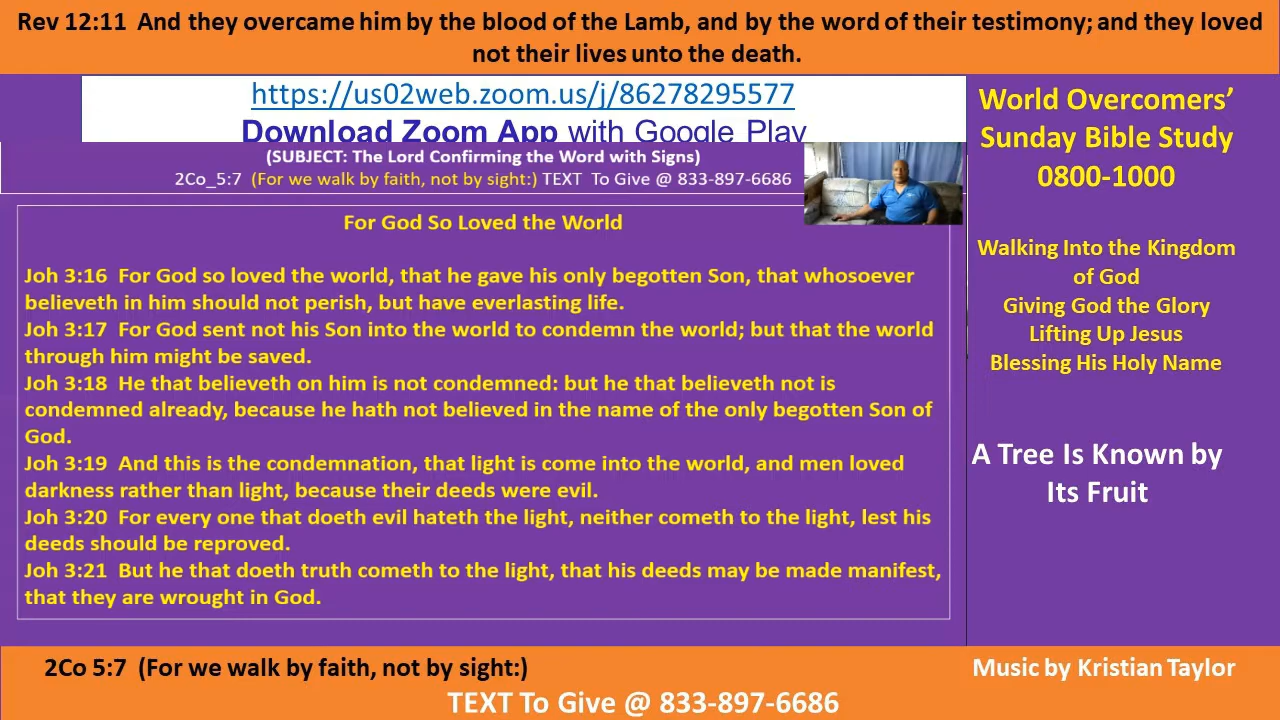 Rev 12:11  And they overcame him by the blood of the Lamb, and by the word of their testimony; and they loved
not their lives unto the death.
https://us02web.zoom.us/j/86278295577
Download Zoom App with Google Play
(SUBJECT: The Lord Confirming the Word with Signs)
2Co_5:7  (For we walk by faith, not by sight:) TEXT  To Give @ 833-897-6686
For God So Loved the World
Joh 3:16  For God so loved the world, that he gave his only begotten Son, that whosoever
believeth in him should not perish, but have everlasting life.
Joh 3:17  For God sent not his Son into the world to condemn the world; but that the world
through him might be saved.
Joh 3:18  He that believeth on him is not condemned: but he that believeth not is
condemned already, because he hath not believed in the name of the only begotten Son of
God.
Joh 3:19  And this is the condemnation, that light is come into the world, and men loved
darkness rather than light, because their deeds were evil.
Joh 3:20  For every one that doeth evil hateth the light, neither cometh to the light, lest his
deeds should be reproved.
Joh 3:21  But he that doeth truth cometh to the light, that his deeds may be made manifest,
that they are wrought in God.
World Overcomers’
Sunday Bible Study
0800-1000
Walking Into the Kingdom
of God
Giving God the Glory
Lifting Up Jesus
Blessing His Holy Name
A Tree Is Known by
Its Fruit
2Co 5:7  (For we walk by faith, not by sight:)
Music by Kristian Taylor
TEXT To Give @ 833-897-6686